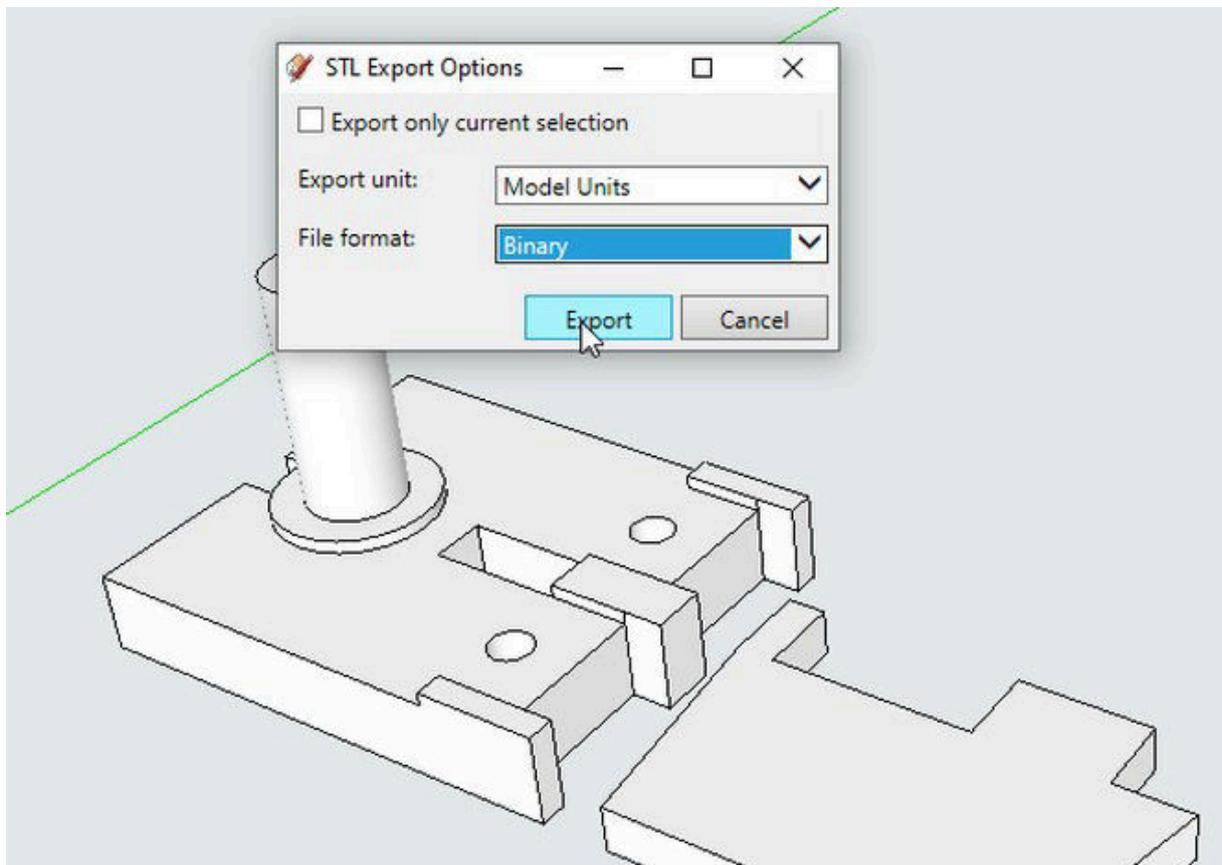 STL Export Options
Export only current selection
Export unit: Model Units
File format: Binary
Export Cancel